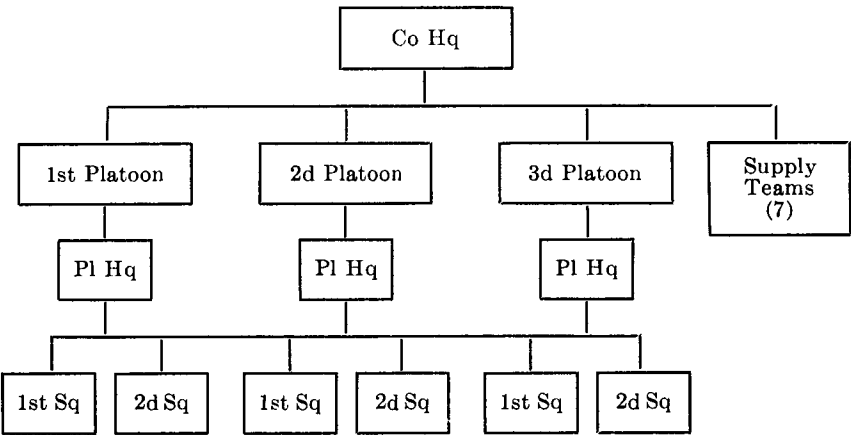 Co Hq
1st Platoon
2d Platoon
3d Platoon
Supply
Teams
(7)
Pl Hq
Pl Hq
Pl Hq
1st Sq
2d Sq
1st Sq
2d Sq
1st Sq
2d Sq